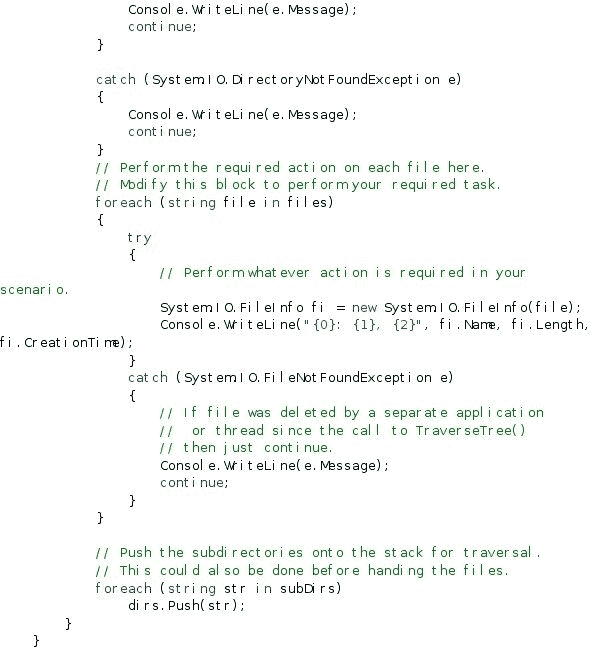 Console.WriteLine(e.Message);
                continue;
            }

            catch (System.IO.DirectoryNotFoundException e)
            {
                Console.WriteLine(e.Message);
                continue;
            }
            // Perform the required action on each file here.
            // Modify this block to perform your required task.
            foreach (string file in files)
            {
                try
                {
                    // Perform whatever action is required in your
scenario.
                    System.IO.FileInfo fi = new System.IO.FileInfo(file);
                    Console.WriteLine("{0}: {1}, {2}", fi.Name, fi.Length,
fi.CreationTime);
                }
                catch (System.IO.FileNotFoundException e)
                {
                    // If file was deleted by a separate application
                    //  or thread since the call to TraverseTree()
                    // then just continue.
                    Console.WriteLine(e.Message);
                    continue;
                }
            }

            // Push the subdirectories onto the stack for traversal.
            // This could also be done before handing the files.
            foreach (string str in subDirs)
                dirs.Push(str);
        }
    }